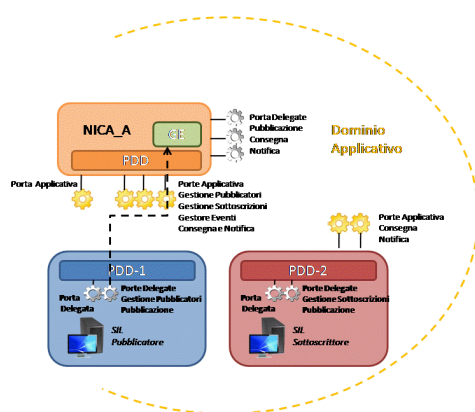 NICA_A
GE
PDD
Porta Delegate
Pubblicazione
Consegna
Notifica
Dominio
Applicativo
Porta Applicativa
Porte Applicativa
Gestione Pubblicatori
Gestione Sottoscrizioni
Gestore Eventi
Consegna e Notifica
Porte Applicativa
Consegna
Notifica
PDD-1
Porta
Delegata
Porte Delegate
Gestione Pubblicatori
Pubblicazione
SIL
Pubblicatore
PDD-2
Porta
Delegata
Porte Delegate
Gestione Sottoscrizioni
Pubblicazione
SIL
Sottoscrittore